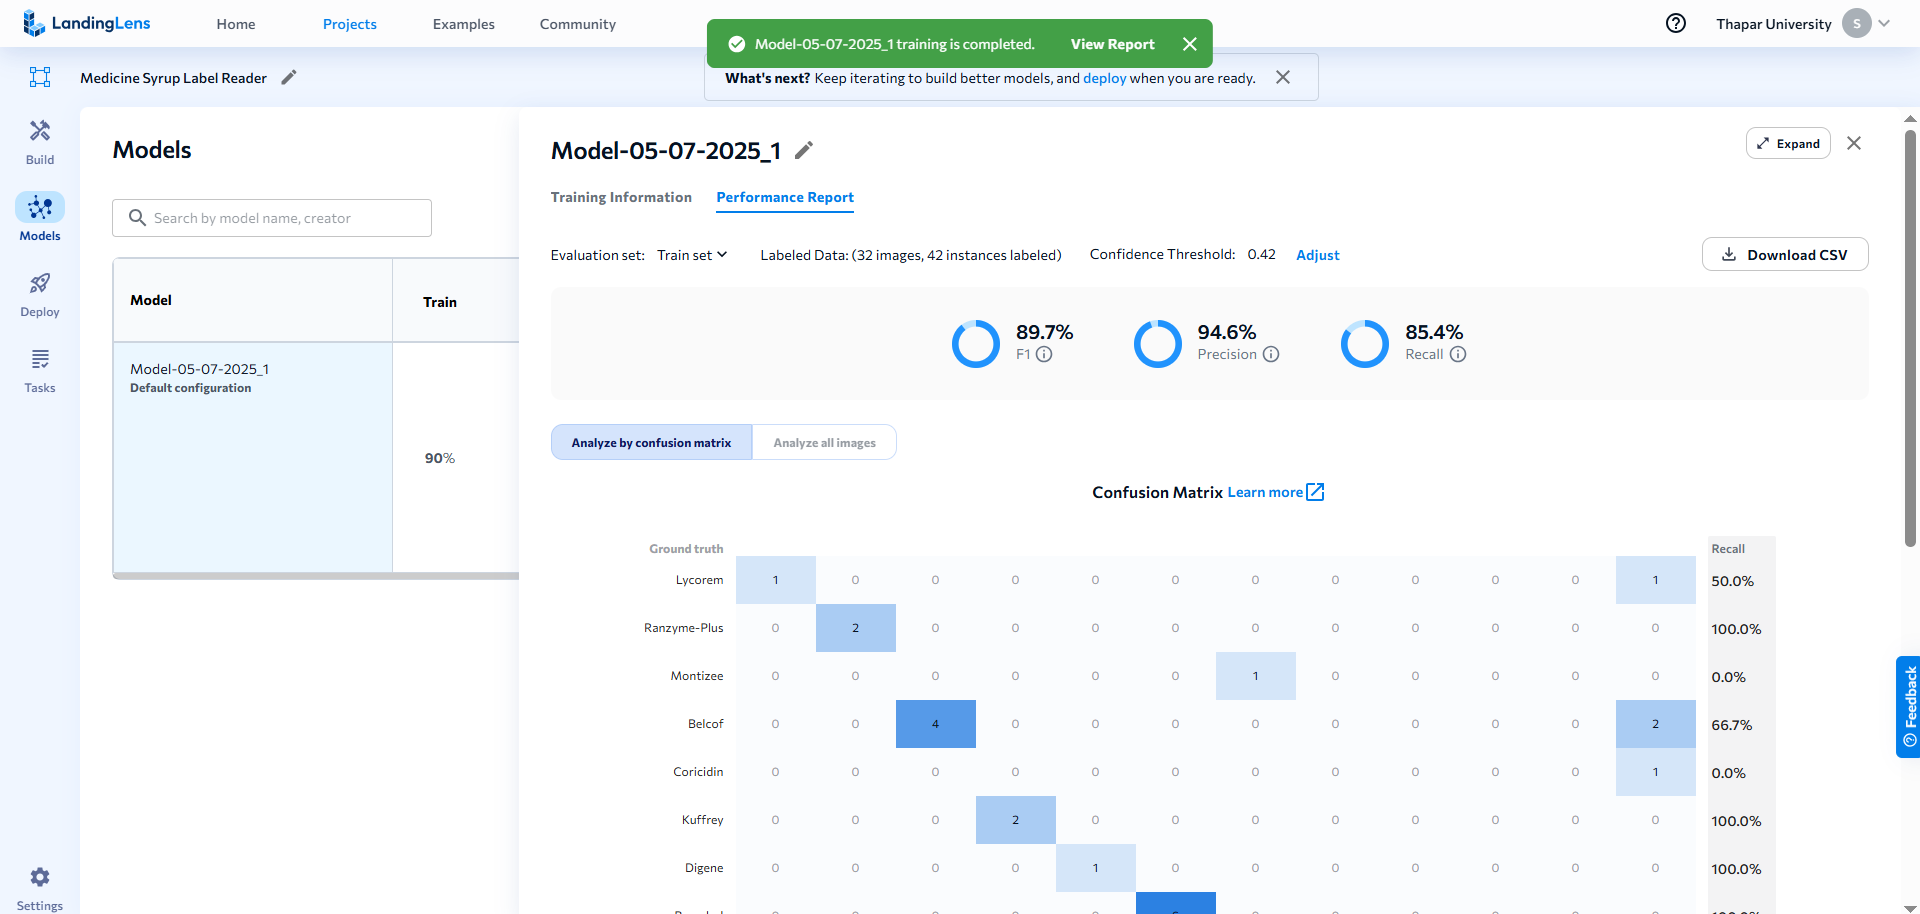 LandingLens
Home
Projects
Examples
Community
Model-05-07-2025_1 training is completed.
View Report
Thapar University
S
Medicine Syrup Label Reader
What's next? Keep iterating to build better models, and deploy when you are ready.
Build
Models
Deploy
Tasks
Settings
Models
Search by model name, creator
Model
Train
Model-05-07-2025_1
Default configuration
90%
Model-05-07-2025_1
Expand
Training Information
Performance Report
Evaluation set: Train set
Labeled Data: (32 images, 42 instances labeled)
Confidence Threshold: 0.42
Adjust
Download CSV
89.7%
F1
94.6%
Precision
85.4%
Recall
Analyze by confusion matrix
Analyze all images
Confusion Matrix Learn more
Ground truth
Recall
Lycorem 1 0 0 0 0 0 0 0 0 0 0 1 50.0%
Ranzyme-Plus 0 2 0 0 0 0 0 0 0 0 0 0 100.0%
Montizee 0 0 0 0 0 0 1 0 0 0 0 0 0.0%
Belcof 0 0 4 0 0 0 0 0 0 0 0 2 66.7%
Coricidin 0 0 0 0 0 0 0 0 0 0 0 1 0.0%
Kuffrey 0 0 0 2 0 0 0 0 0 0 0 0 100.0%
Digene 0 0 0 0 1 0 0 0 0 0 0 0 100.0%
Feedback